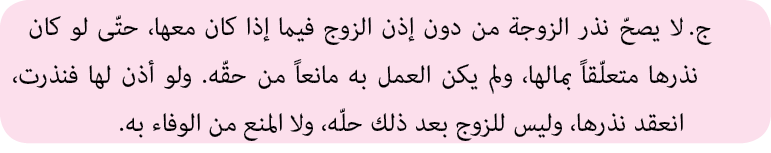 ج. لا يصحّ نذر الزوجة من دون إذن الزوج فيما إذا كان معها، حتّى لو كان
نذرها متعلّقاً بمالها، ولم يكن العمل به مانعاً من حقّه. ولو أذن لها فنذرت،
انعقد نذرها، وليس للزوج بعد ذلك حلّه، ولا المنع من الوفاء به.